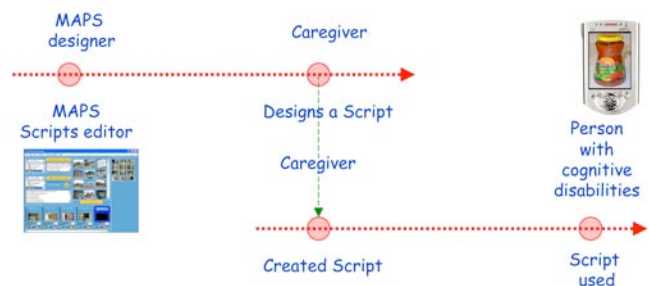 MAPS
designer
Caregiver
MAPS
Scripts editor
Designs a Script
Caregiver
Person
with
cognitive
disabilities
Created Script
Script
used